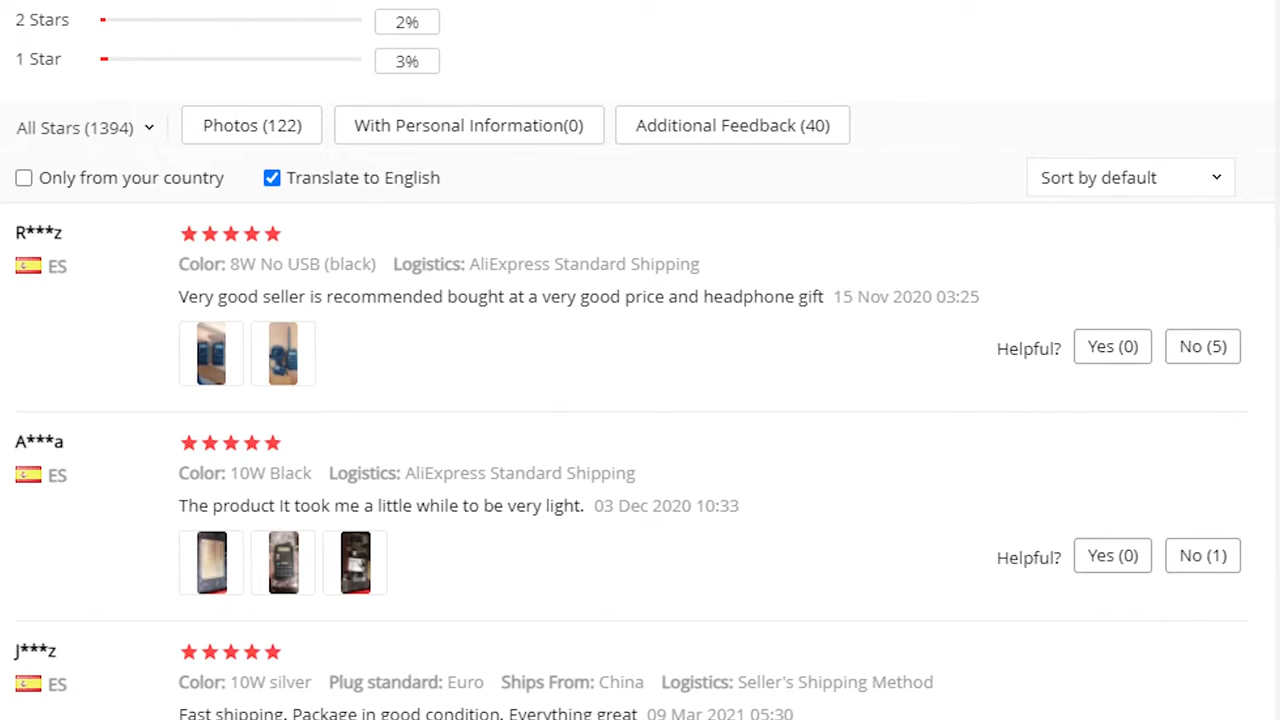 2 Stars 2%
1 Star 3%
All Stars (1394) Photos (122) With Personal Information(0) Additional Feedback (40)
Only from your country Translate to English Sort by default
R***z
ES
Color: 8W No USB (black) Logistics: AliExpress Standard Shipping
Very good seller is recommended bought at a very good price and headphone gift 15 Nov 2020 03:25
Helpful? Yes (0) No (5)
A***a
ES
Color: 10W Black Logistics: AliExpress Standard Shipping
The product It took me a little while to be very light. 03 Dec 2020 10:33
Helpful? Yes (0) No (1)
J***z
ES
Color: 10W silver Plug standard: Euro Ships From: China Logistics: Seller's Shipping Method
Fast shipping. Package in good condition. Everything great 09 Mar 2021 05:30